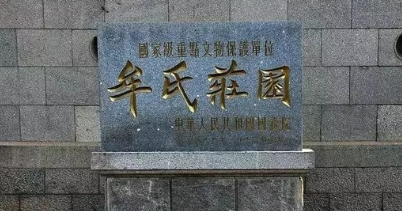 國家級重點文物保護單位
牟氏莊園
中華人民共和國國務院